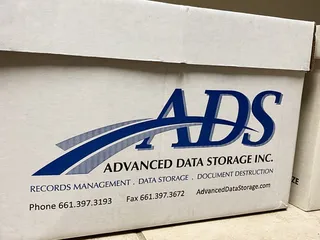 ADS
ADVANCED DATA STORAGE INC.
RECORDS MANAGEMENT . DATA STORAGE . DOCUMENT DESTRUCTION
Phone 661.397.3193 Fax 661.397.3672 AdvancedDataStorage.com
ZE